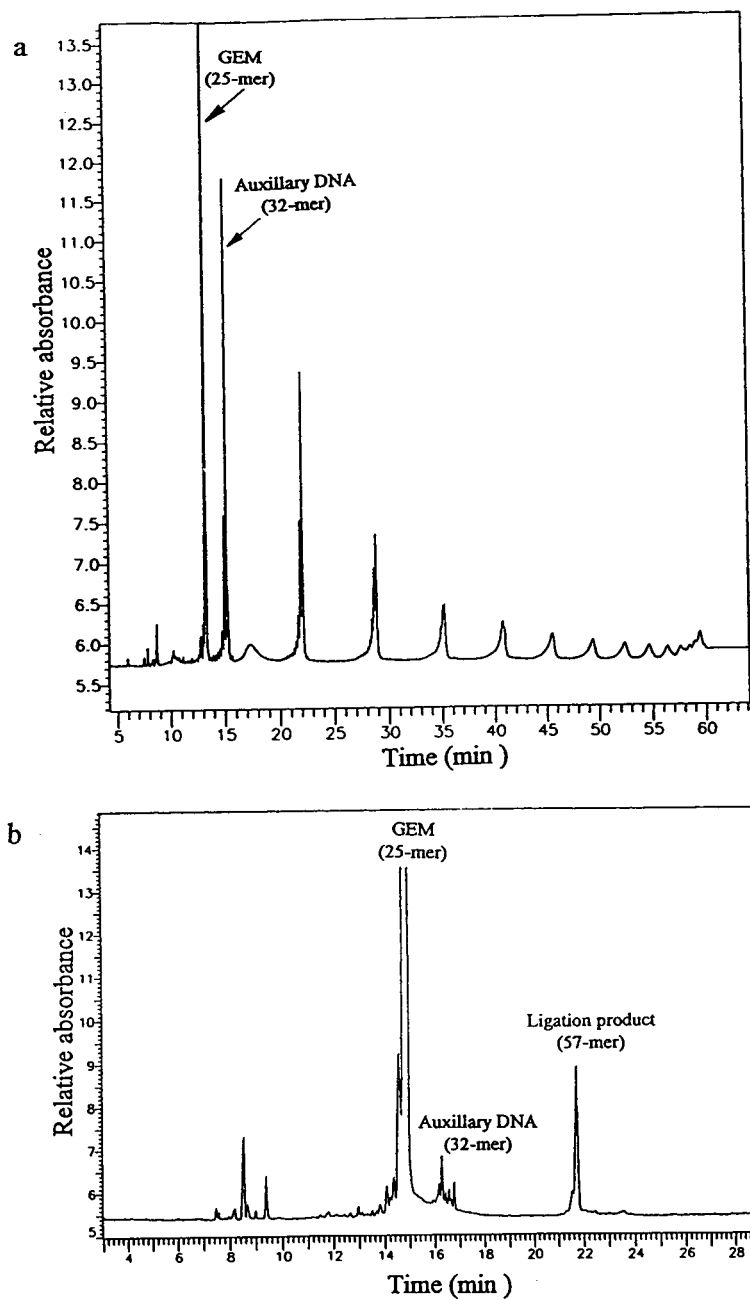 a
13.5
13.0
12.5
12.0
11.5
11.0
10.5
10.0
9.5
9.0
8.5
8.0
7.5
7.0
6.5
6.0
5.5
Relative absorbance
GEM
(25-mer)
Auxillary DNA
(32-mer)
5 10 15 20 25 30 35 40 45 50 55 60
Time (min )
b
14
13
12
11
10
9
8
7
6
5
Relative absorbance
GEM
(25-mer)
Ligation product
(57-mer)
Auxillary DNA
(32-mer)
4 6 8 10 12 14 16 18 20 22 24 26 28
Time (min )